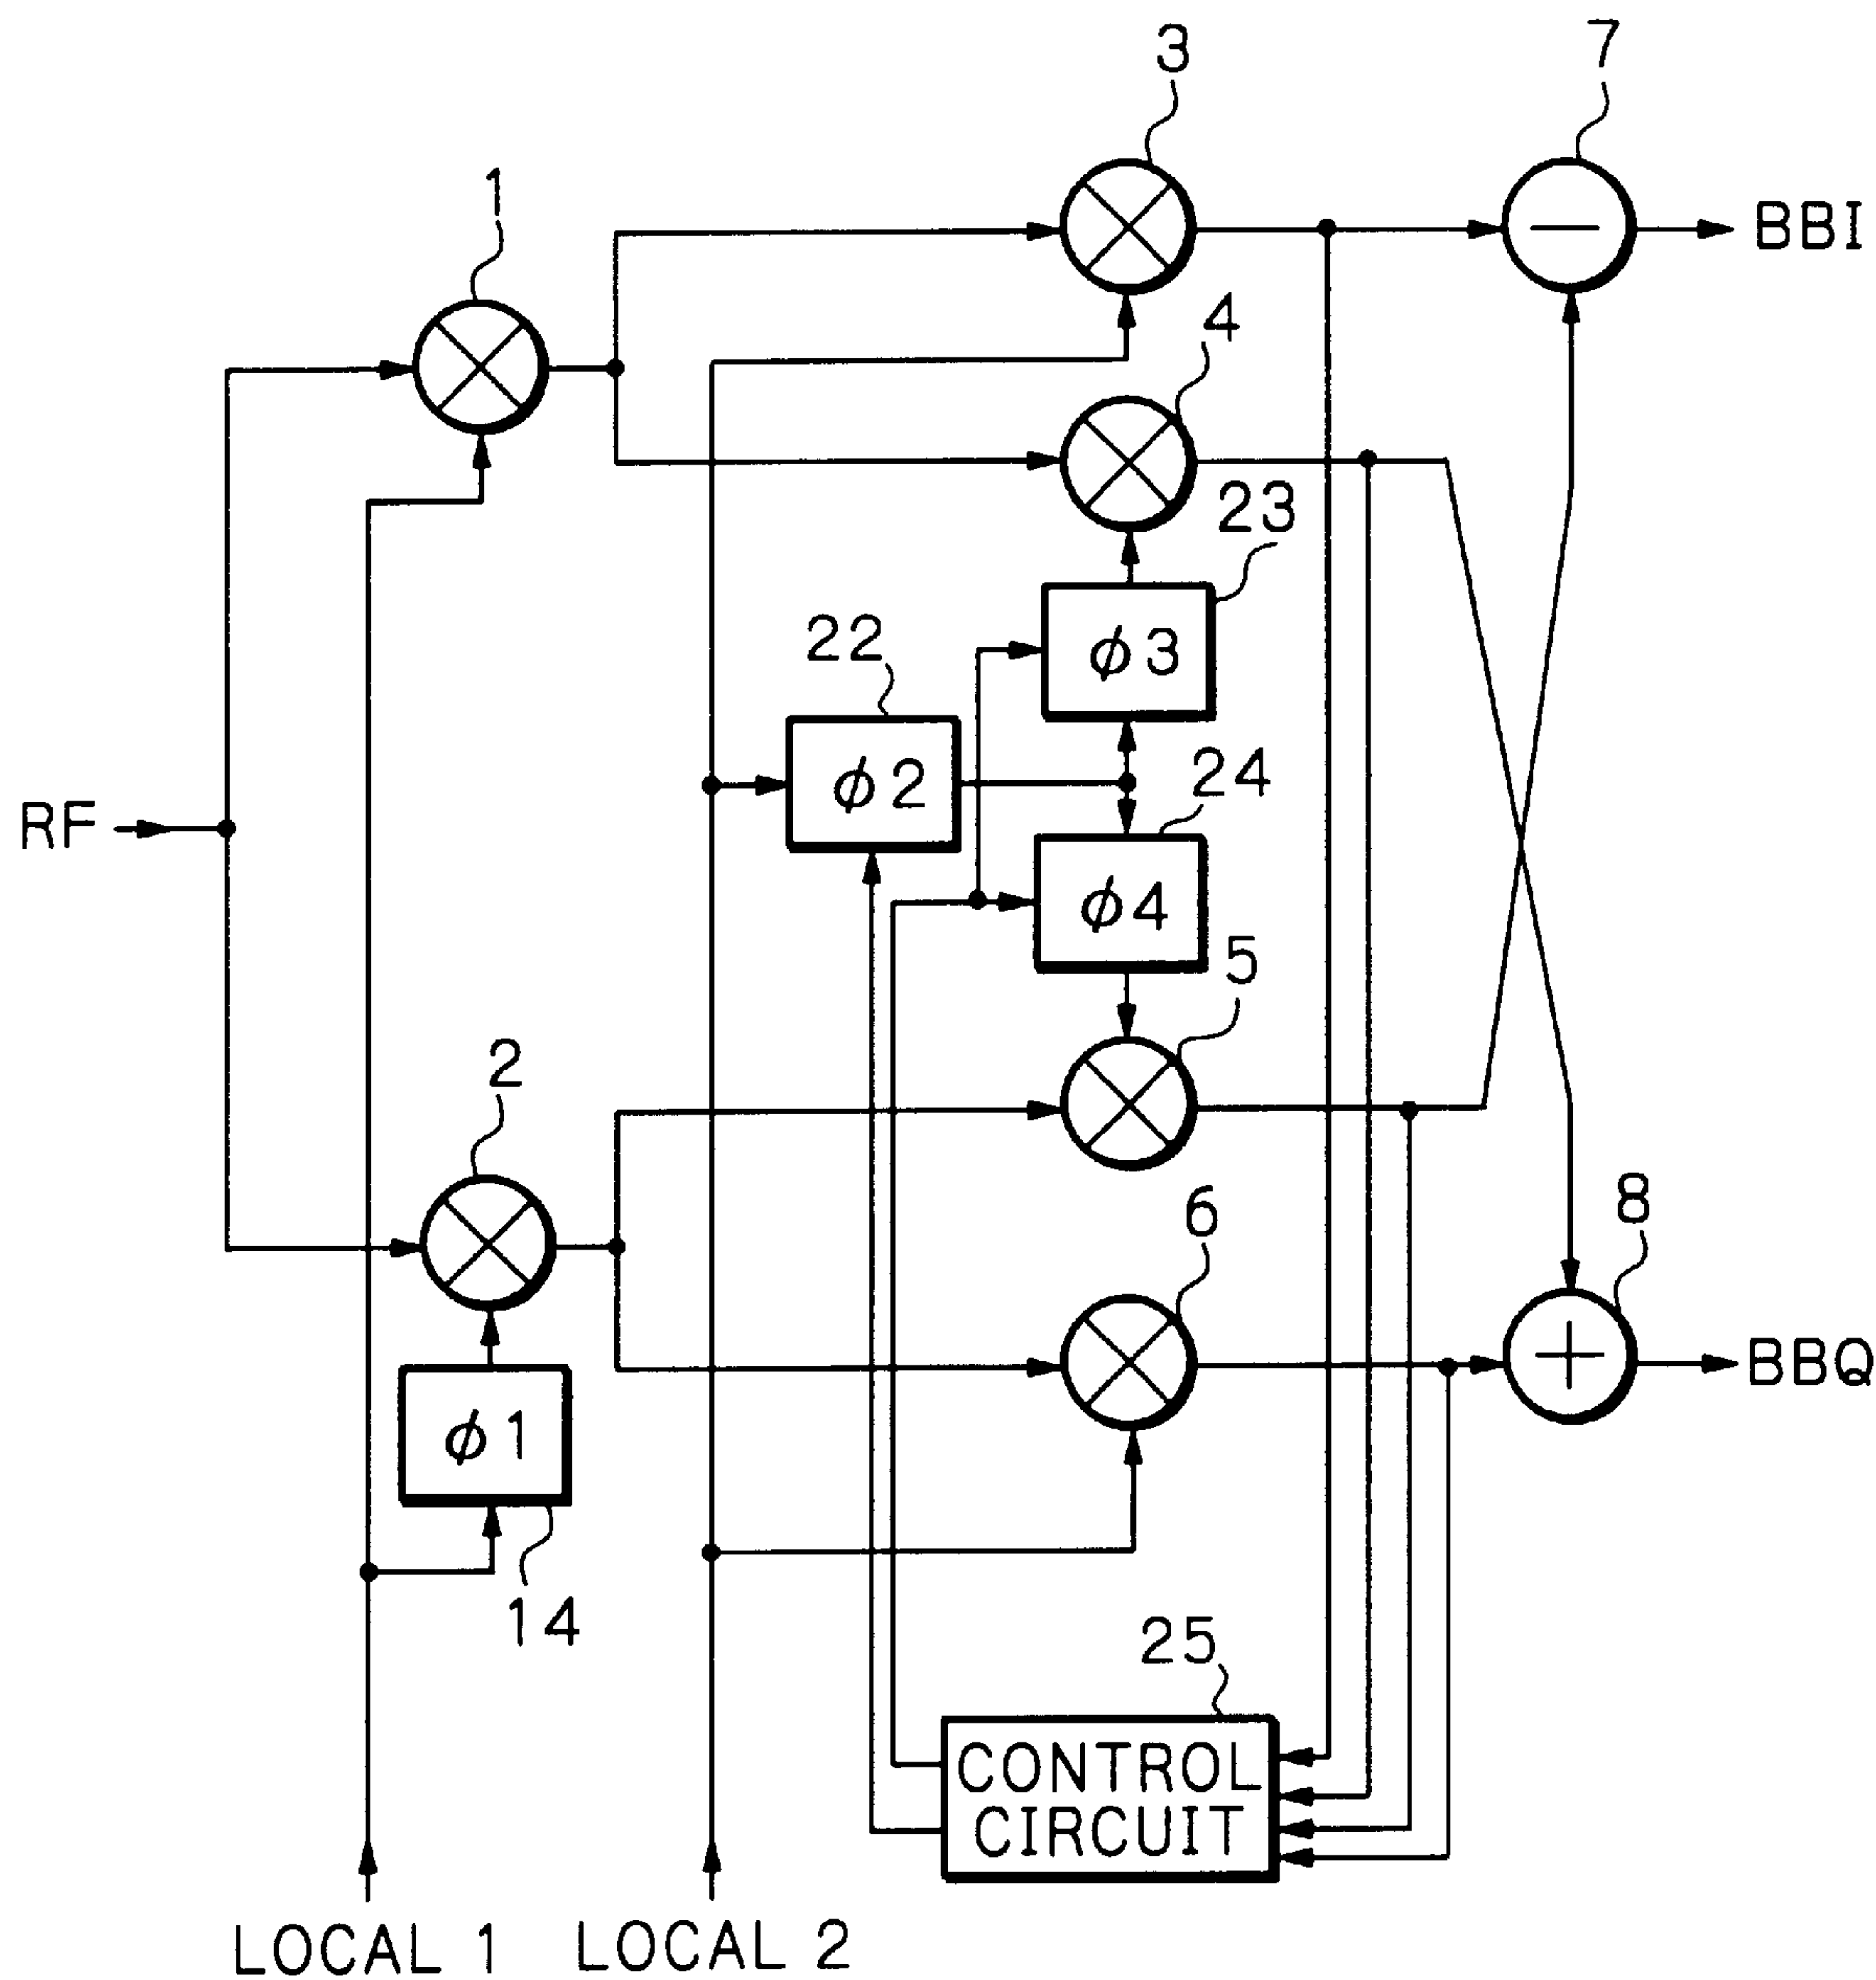 3
7
1
BBI
4
23
φ3
22
φ2
24
RF
φ4
5
2
6
8
BBQ
φ1
14
25
CONTROL
CIRCUIT
LOCAL 1
LOCAL 2